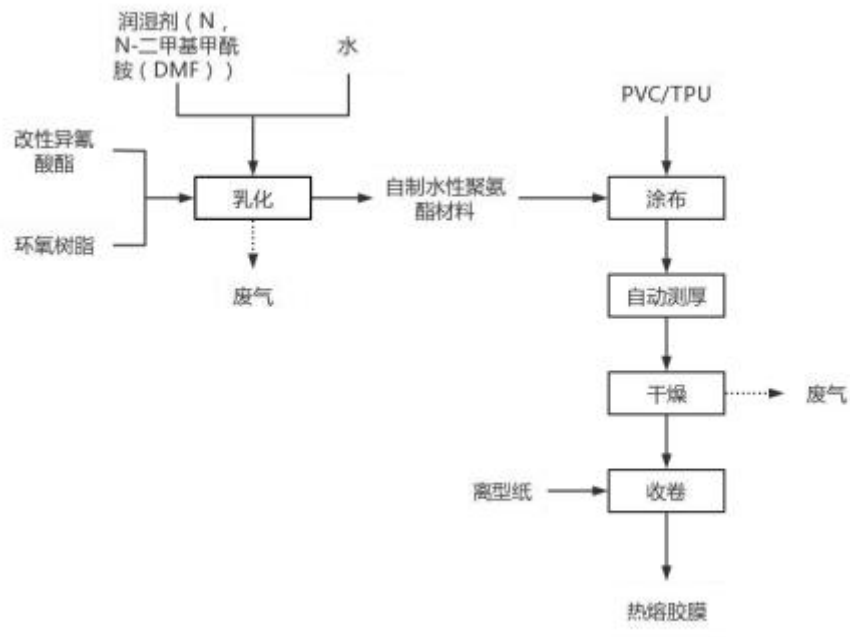 润湿剂（N，
N-二甲基甲酰
胺（DMF））
水
PVC/TPU
改性异氰
酸酯
乳化
自制水性聚氨
酯材料
涂布
环氧树脂
废气
自动测厚
干燥
废气
离型纸
收卷
热熔胶膜